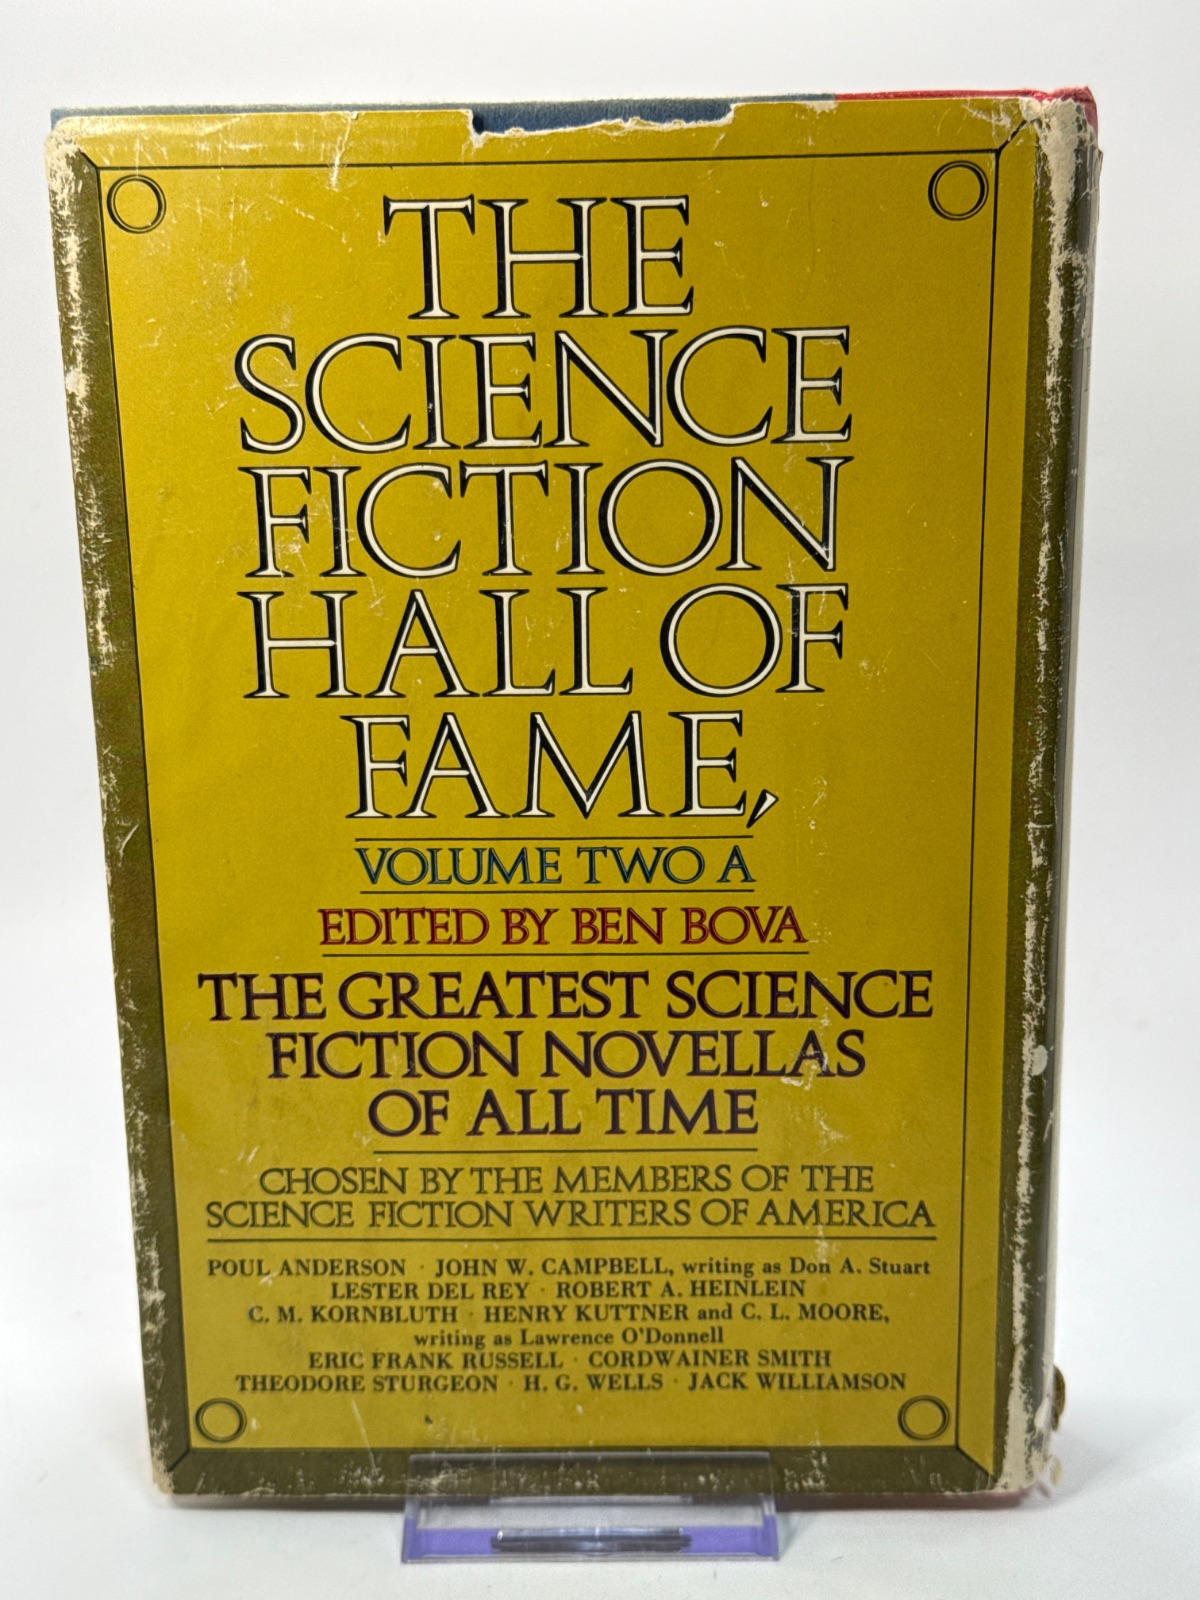 THE
SCIENCE
FICTION
HALL OF
FAME,
VOLUME TWO A
EDITED BY BEN BOVA
THE GREATEST SCIENCE
FICTION NOVELLAS
OF ALL TIME
CHOSEN BY THE MEMBERS OF THE
SCIENCE FICTION WRITERS OF AMERICA
POUL ANDERSON · JOHN W. CAMPBELL, writing as Don A. Stuart
LESTER DEL REY · ROBERT A. HEINLEIN
C. M. KORNBLUTH · HENRY KUTTNER and C. L. MOORE,
writing as Lawrence O'Donnell
ERIC FRANK RUSSELL · CORDWAINER SMITH
THEODORE STURGEON · H. G. WELLS · JACK WILLIAMSON